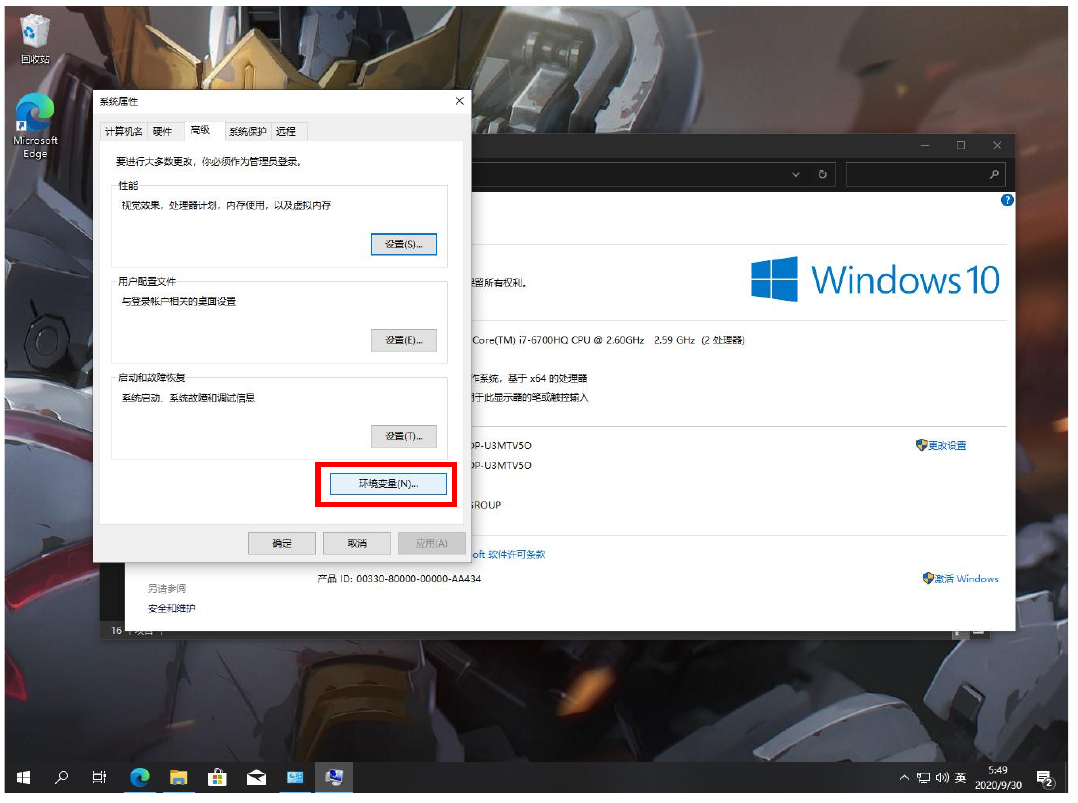 回收站
Microsoft
Edge
系统属性
计算机名 硬件 高级 系统保护 远程
要进行大多数更改，你必须作为管理员登录。
性能
视觉效果，处理器计划，内存使用，以及虚拟内存
设置(S)...
用户配置文件
与登录帐户相关的桌面设置
设置(E)...
启动和故障恢复
系统启动、系统故障和调试信息
设置(T)...
环境变量(N)...
确定 取消 应用(A)
留所有权利。
Windows 10
Core(TM) i7-6700HQ CPU @ 2.60GHz 2.59 GHz (2 处理器)
作系统，基于 x64 的处理器
用于此显示器的笔或触控输入
OP-U3MTV5O
更改设置
OP-U3MTV5O
GROUP
oft 软件许可条款
产品 ID: 00330-80000-00000-AA434
激活 Windows
另请参阅
安全和维护
16 个项目
英
5:49
2020/9/30
2